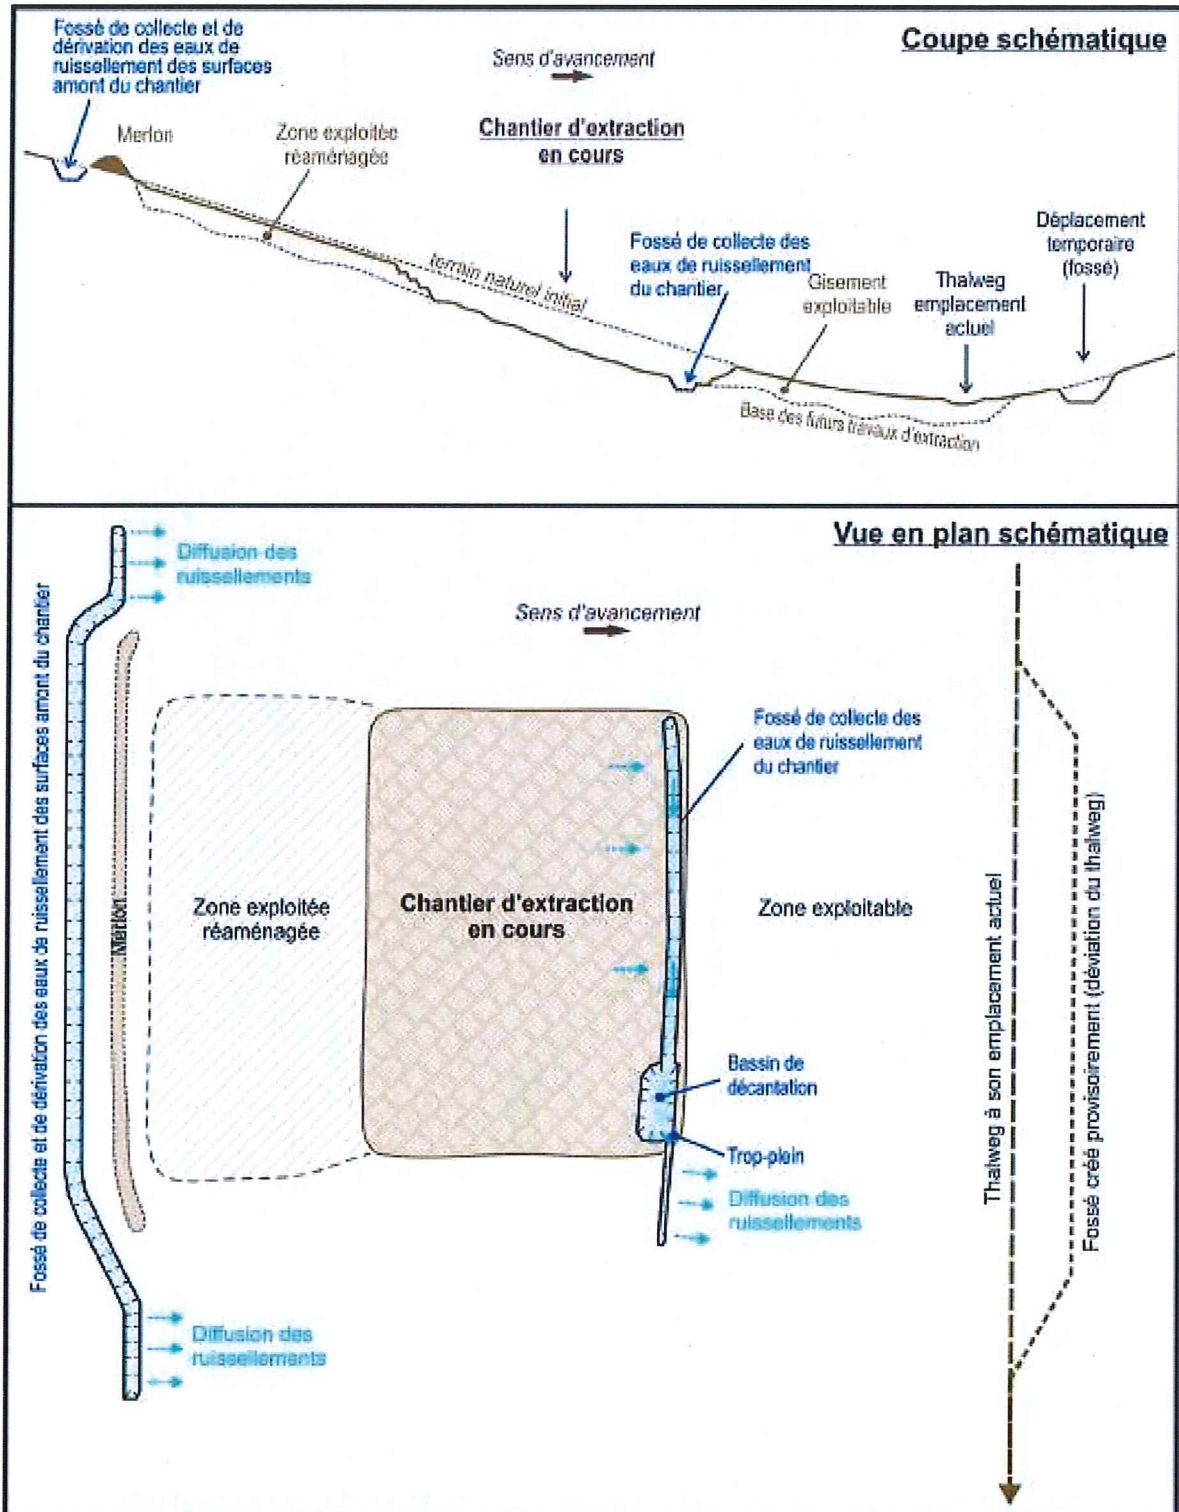 Coupe schématique
Fossé de collecte et de
dérivation des eaux de
ruissellement des surfaces
amont du chantier
Sens d'avancement
Merlon
Zone exploitée
réaménagée
Chantier d'extraction
en cours
terrain naturel initial
Fossé de collecte des
eaux de ruissellement
du chantier
Gisement
exploitable
Thalweg
emplacement
actuel
Déplacement
temporaire
(fossé)
Base des futurs travaux d'extraction
Vue en plan schématique
Fossé de collecte et de dérivation des eaux de ruissellement des surfaces amont du chantier
Diffusion des
ruissellements
Sens d'avancement
Merlon
Zone exploitée
réaménagée
Chantier d'extraction
en cours
Fossé de collecte des
eaux de ruissellement
du chantier
Zone exploitable
Bassin de
décantation
Trop-plein
Diffusion des
ruissellements
Diffusion des
ruissellements
Thalweg à son emplacement actuel
Fossé crée provisoirement (déviation du thalweg)